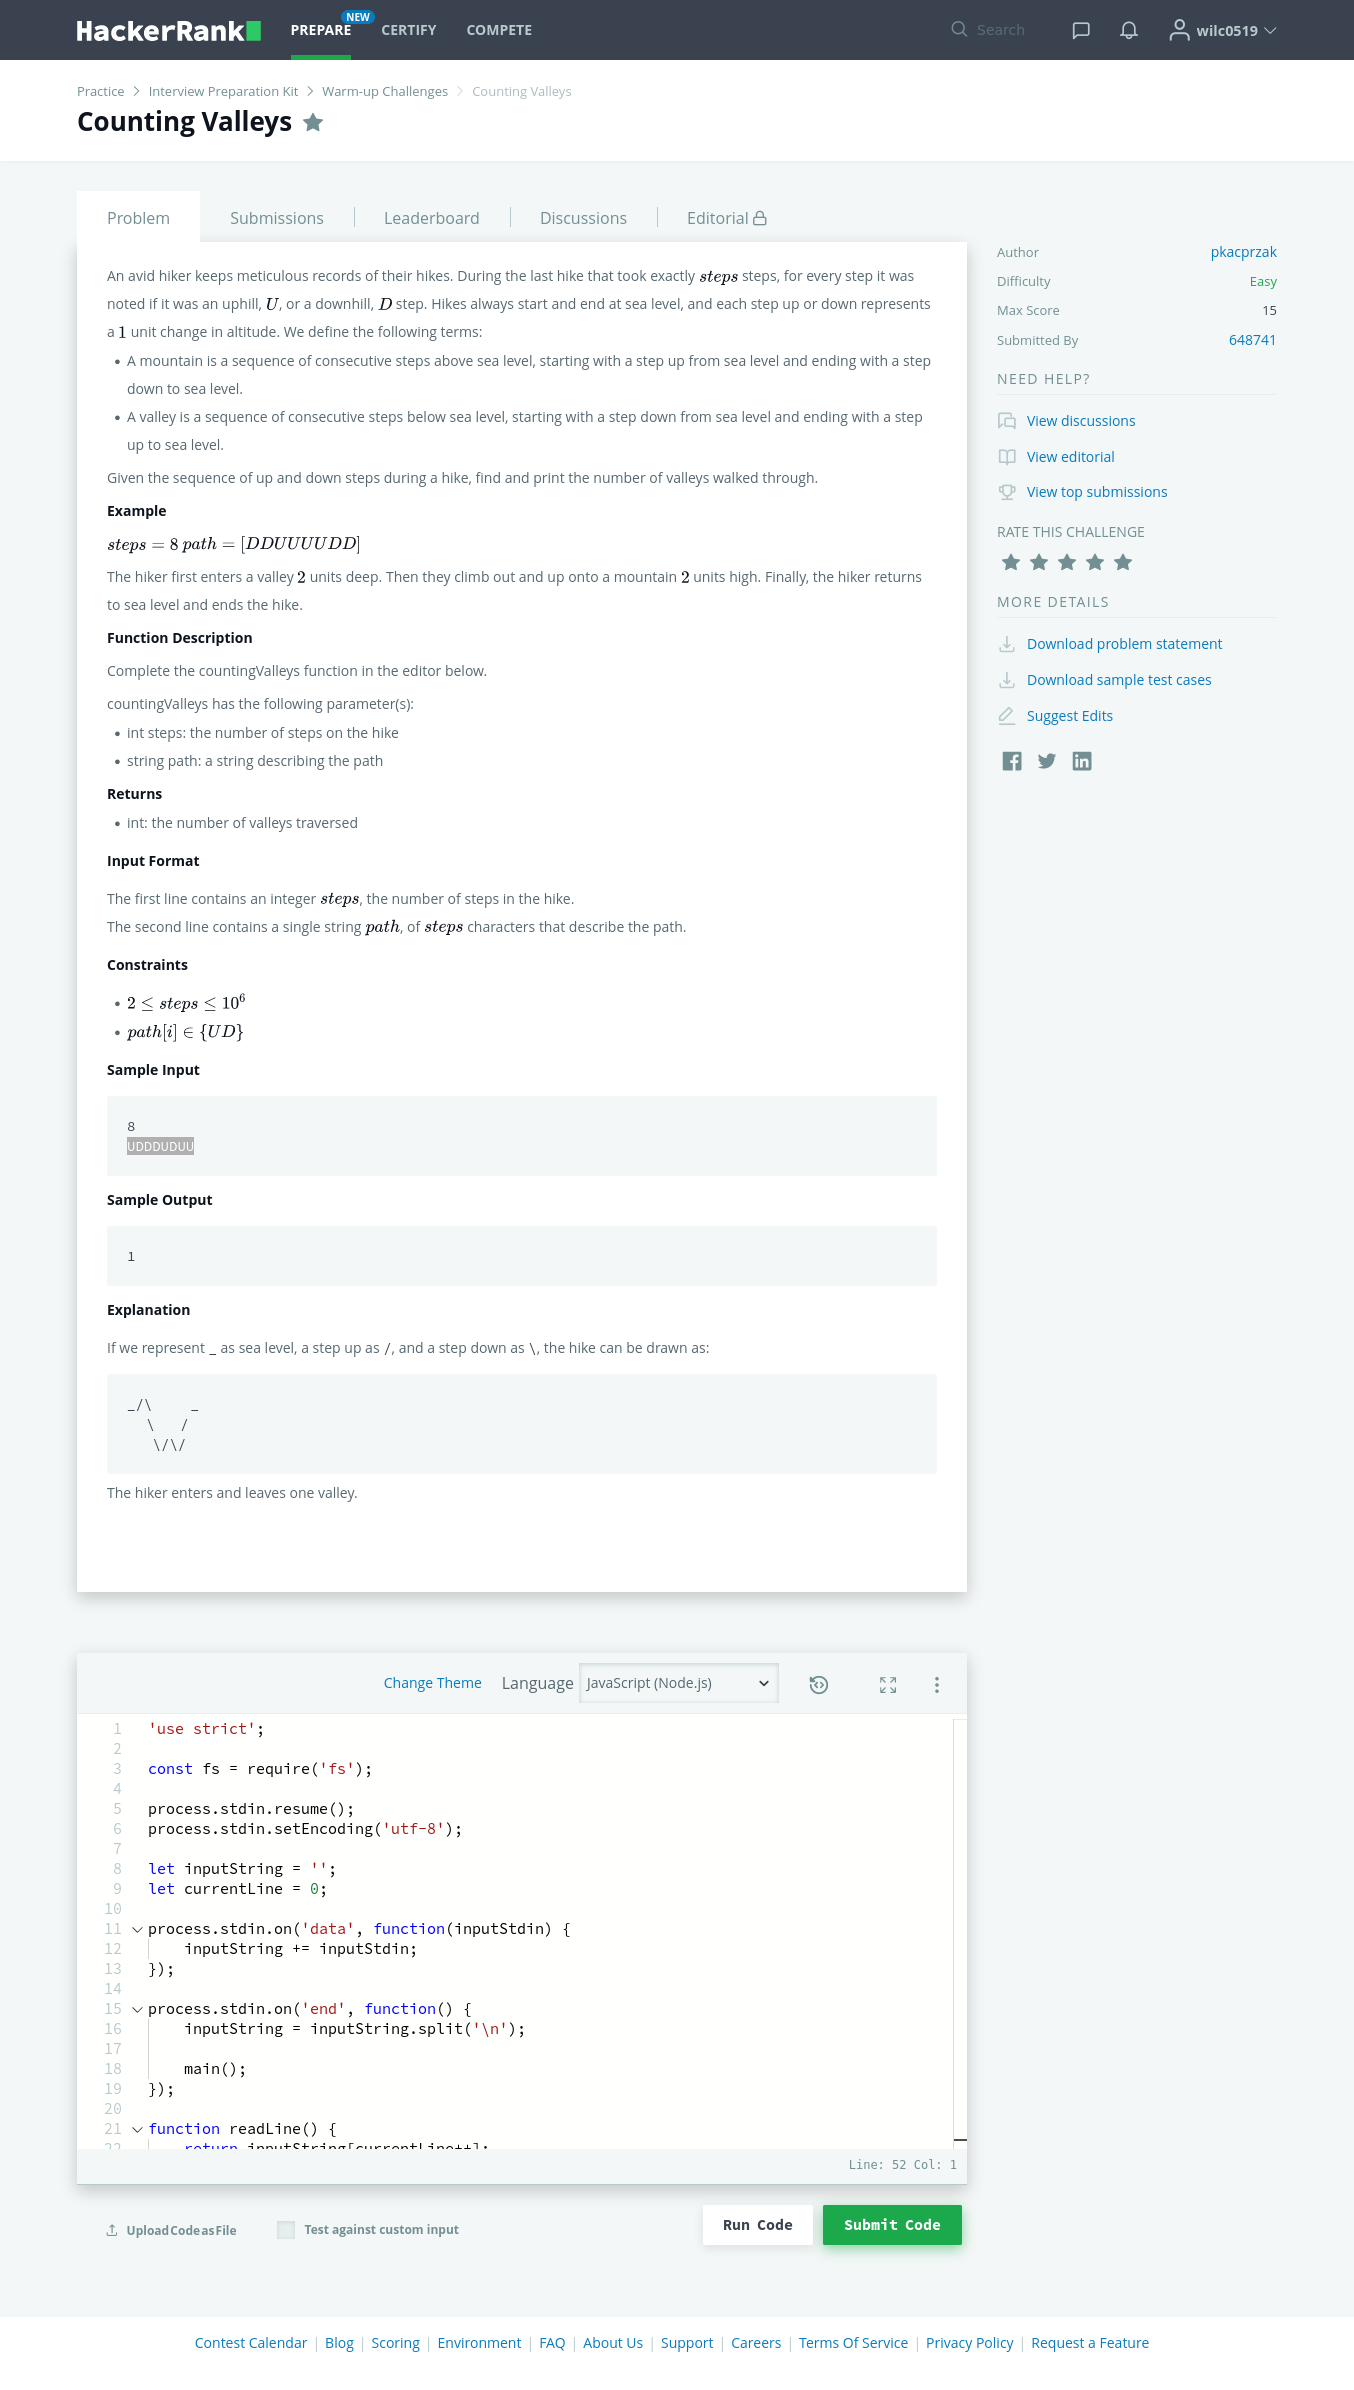 HackerRank
PREPARE
NEW
CERTIFY
COMPETE
Search
wilc0519
Practice > Interview Preparation Kit > Warm-up Challenges > Counting Valleys
Counting Valleys
Problem
Submissions
Leaderboard
Discussions
Editorial
An avid hiker keeps meticulous records of their hikes. During the last hike that took exactly steps steps, for every step it was
noted if it was an uphill, U, or a downhill, D step. Hikes always start and end at sea level, and each step up or down represents
a 1 unit change in altitude. We define the following terms:
• A mountain is a sequence of consecutive steps above sea level, starting with a step up from sea level and ending with a step
down to sea level.
• A valley is a sequence of consecutive steps below sea level, starting with a step down from sea level and ending with a step
up to sea level.
Given the sequence of up and down steps during a hike, find and print the number of valleys walked through.
Example
steps = 8 path = [DDUUUUDD]
The hiker first enters a valley 2 units deep. Then they climb out and up onto a mountain 2 units high. Finally, the hiker returns
to sea level and ends the hike.
Function Description
Complete the countingValleys function in the editor below.
countingValleys has the following parameter(s):
• int steps: the number of steps on the hike
• string path: a string describing the path
Returns
• int: the number of valleys traversed
Input Format
The first line contains an integer steps, the number of steps in the hike.
The second line contains a single string path, of steps characters that describe the path.
Constraints
• 2 ≤ steps ≤ 10⁶
• path[i] ∈ {UD}
Sample Input
8
UDDDUDUU
Sample Output
1
Explanation
If we represent _ as sea level, a step up as /, and a step down as \, the hike can be drawn as:
_/\     _
   \   /
    \/\/
The hiker enters and leaves one valley.
Author
pkacprzak
Difficulty
Easy
Max Score
15
Submitted By
648741
NEED HELP?
View discussions
View editorial
View top submissions
RATE THIS CHALLENGE
MORE DETAILS
Download problem statement
Download sample test cases
Suggest Edits
Change Theme
Language
JavaScript (Node.js)
1 'use strict';
2
3 const fs = require('fs');
4
5 process.stdin.resume();
6 process.stdin.setEncoding('utf-8');
7
8 let inputString = '';
9 let currentLine = 0;
10
11 process.stdin.on('data', function(inputStdin) {
12     inputString += inputStdin;
13 });
14
15 process.stdin.on('end', function() {
16     inputString = inputString.split('\n');
17
18     main();
19 });
20
21 function readLine() {
22     return inputString[currentLine++];
Line: 52 Col: 1
Upload Code as File
Test against custom input
Run Code
Submit Code
Contest Calendar | Blog | Scoring | Environment | FAQ | About Us | Support | Careers | Terms Of Service | Privacy Policy | Request a Feature